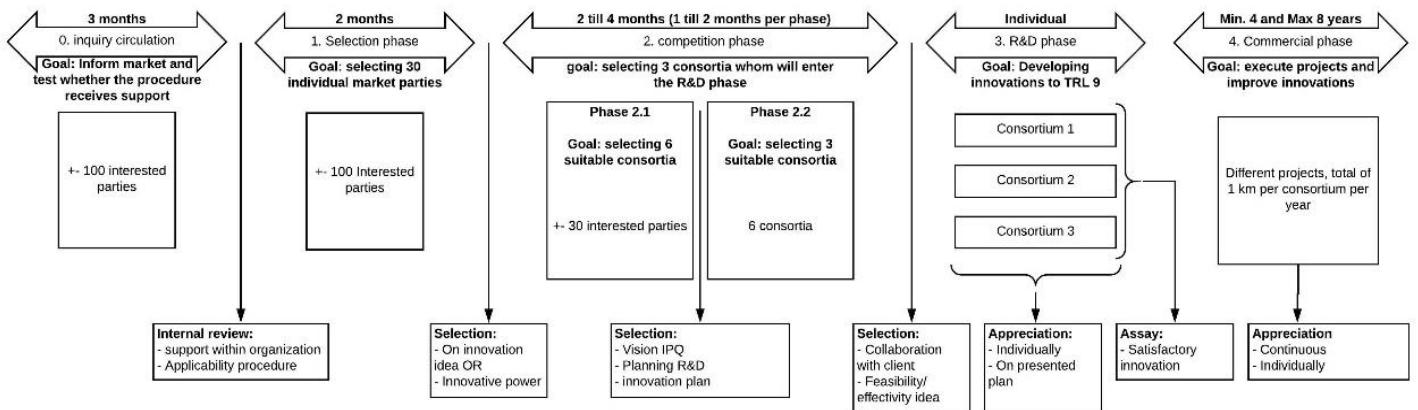 3 months
0. inquiry circulation
Goal: Inform market and
test whether the procedure
receives support
+- 100 interested
parties
2 months
1. Selection phase
Goal: selecting 30
individual market parties
+- 100 Interested
parties
2 till 4 months (1 till 2 months per phase)
2. competition phase
goal: selecting 3 consortia whom will enter
the R&D phase
Phase 2.1
Goal: selecting 6
suitable consortia
+- 30 interested parties
Phase 2.2
Goal: selecting 3
suitable consortia
6 consortia
Individual
3. R&D phase
Goal: Developing
innovations to TRL 9
Consortium 1
Consortium 2
Consortium 3
Min. 4 and Max 8 years
4. Commercial phase
Goal: execute projects and
improve innovations
Different projects, total of
1 km per consortium per
year
Internal review:
- support within organization
- Applicability procedure
Selection:
- On innovation
idea OR
- Innovative power
Selection:
- Vision IPQ
- Planning R&D
- innovation plan
Selection:
- Collaboration
with client
- Feasibility/
effectivity idea
Appreciation:
- Individually
- On presented
plan
Assay:
- Satisfactory
innovation
Appreciation
- Continuous
- Individually